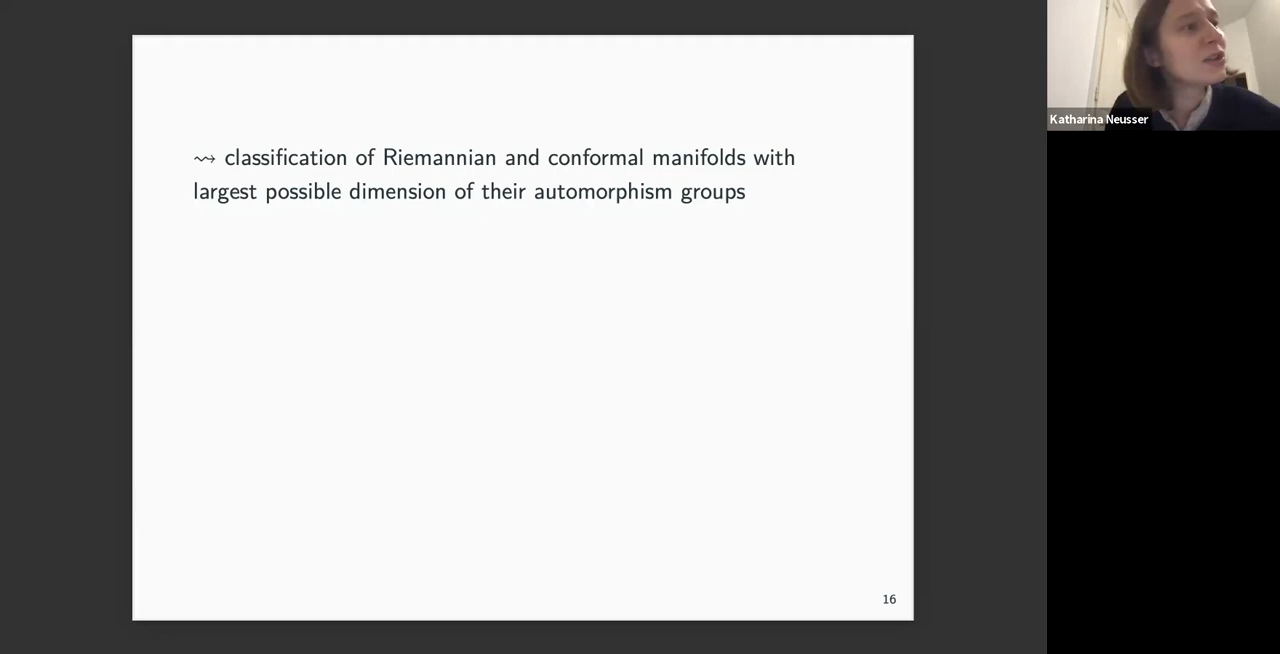 ⇝ classification of Riemannian and conformal manifolds with
largest possible dimension of their automorphism groups
16
Katharina Neusser